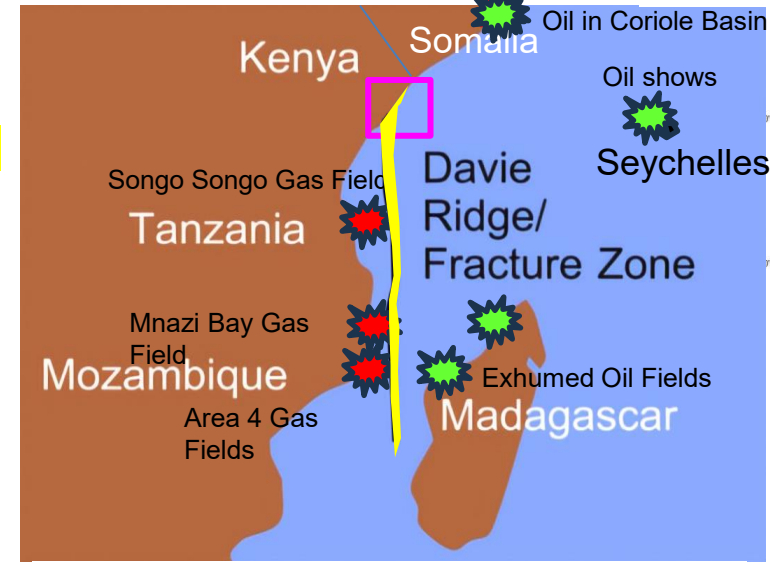 Oil in Coriole Basin
Somalia
Kenya
Oil shows
Seychelles
Songo Songo Gas Field
Davie
Ridge/
Fracture Zone
Tanzania
Mnazi Bay Gas
Field
Mozambique
Exhumed Oil Fields
Area 4 Gas
Fields
Madagascar